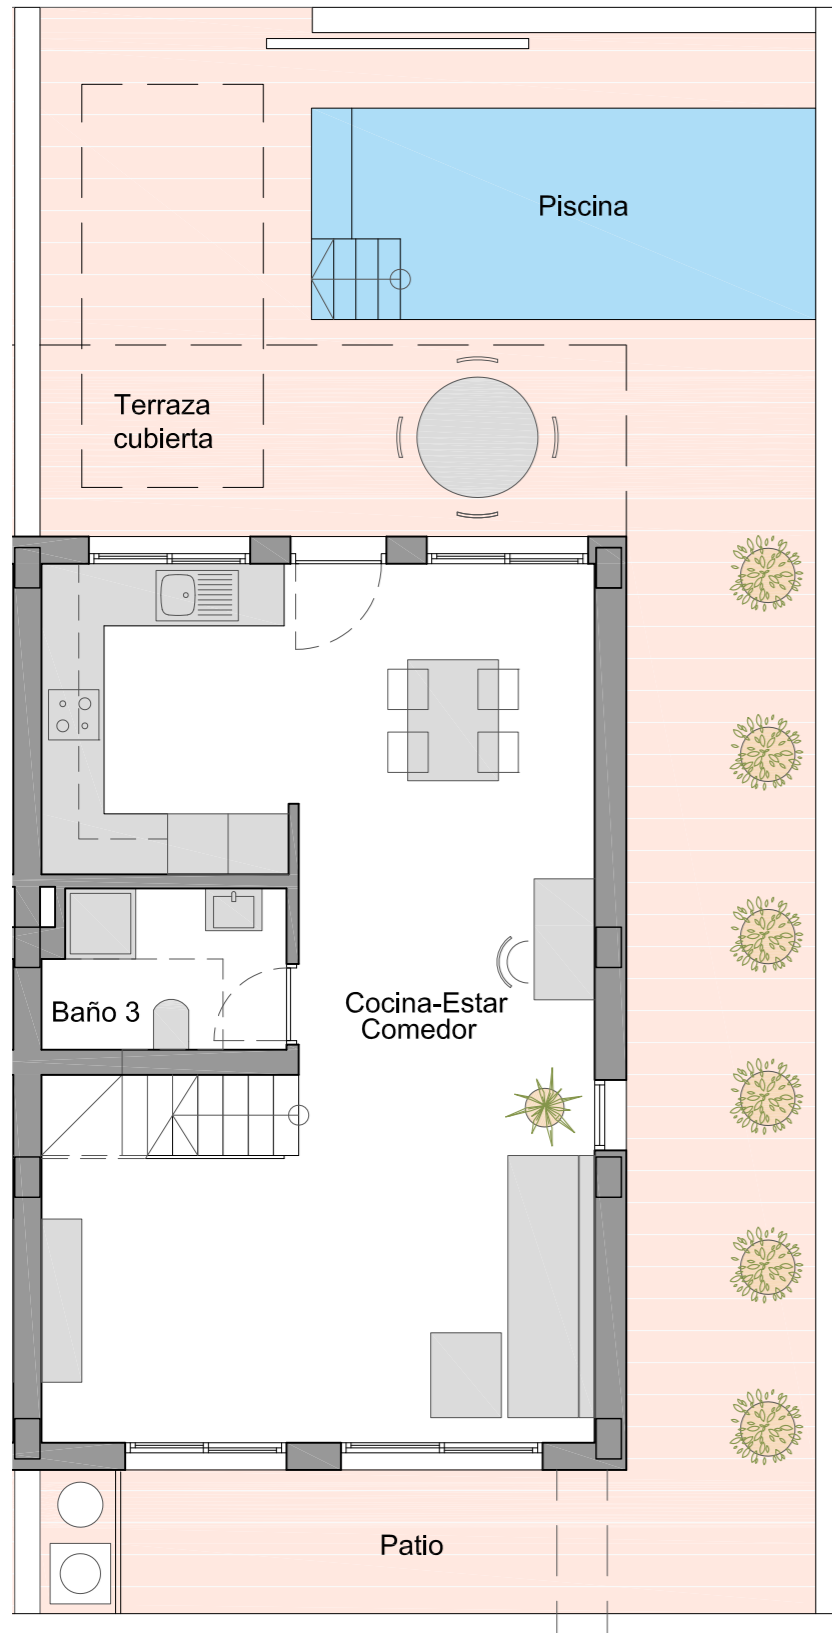 Piscina
Terraza
cubierta
Baño 3
Cocina-Estar
Comedor
Patio